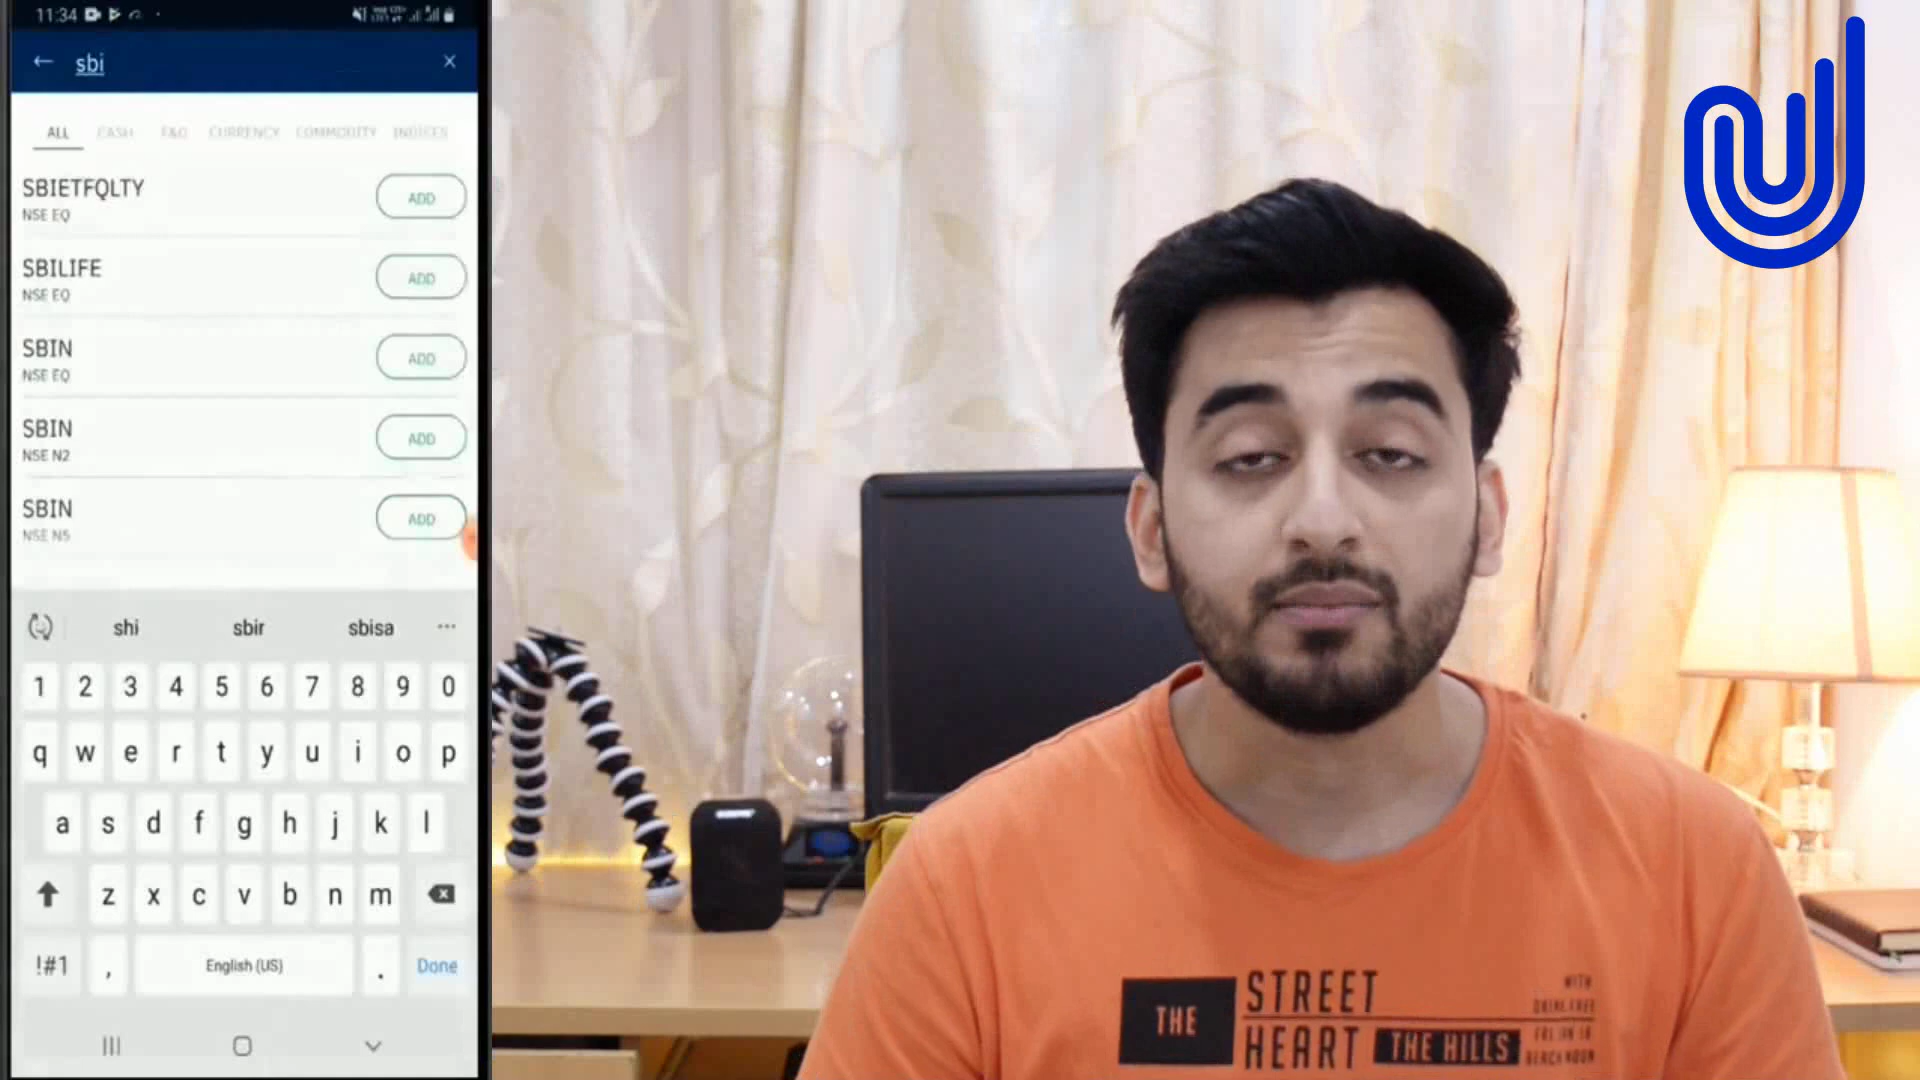 11:34
sbi
ALL CASH F&O CURRENCY COMMODITY INDICES
SBIETFQLTY
NSE EQ
ADD
SBILIFE
NSE EQ
ADD
SBIN
NSE EQ
ADD
SBIN
NSE N2
ADD
SBIN
NSE N5
ADD
shi sbir sbisa
1 2 3 4 5 6 7 8 9 0
q w e r t y u i o p
a s d f g h j k l
z x c v b n m
!#1 , English (US) . Done
THE
STREET
HEART
THE HILLS
WITH